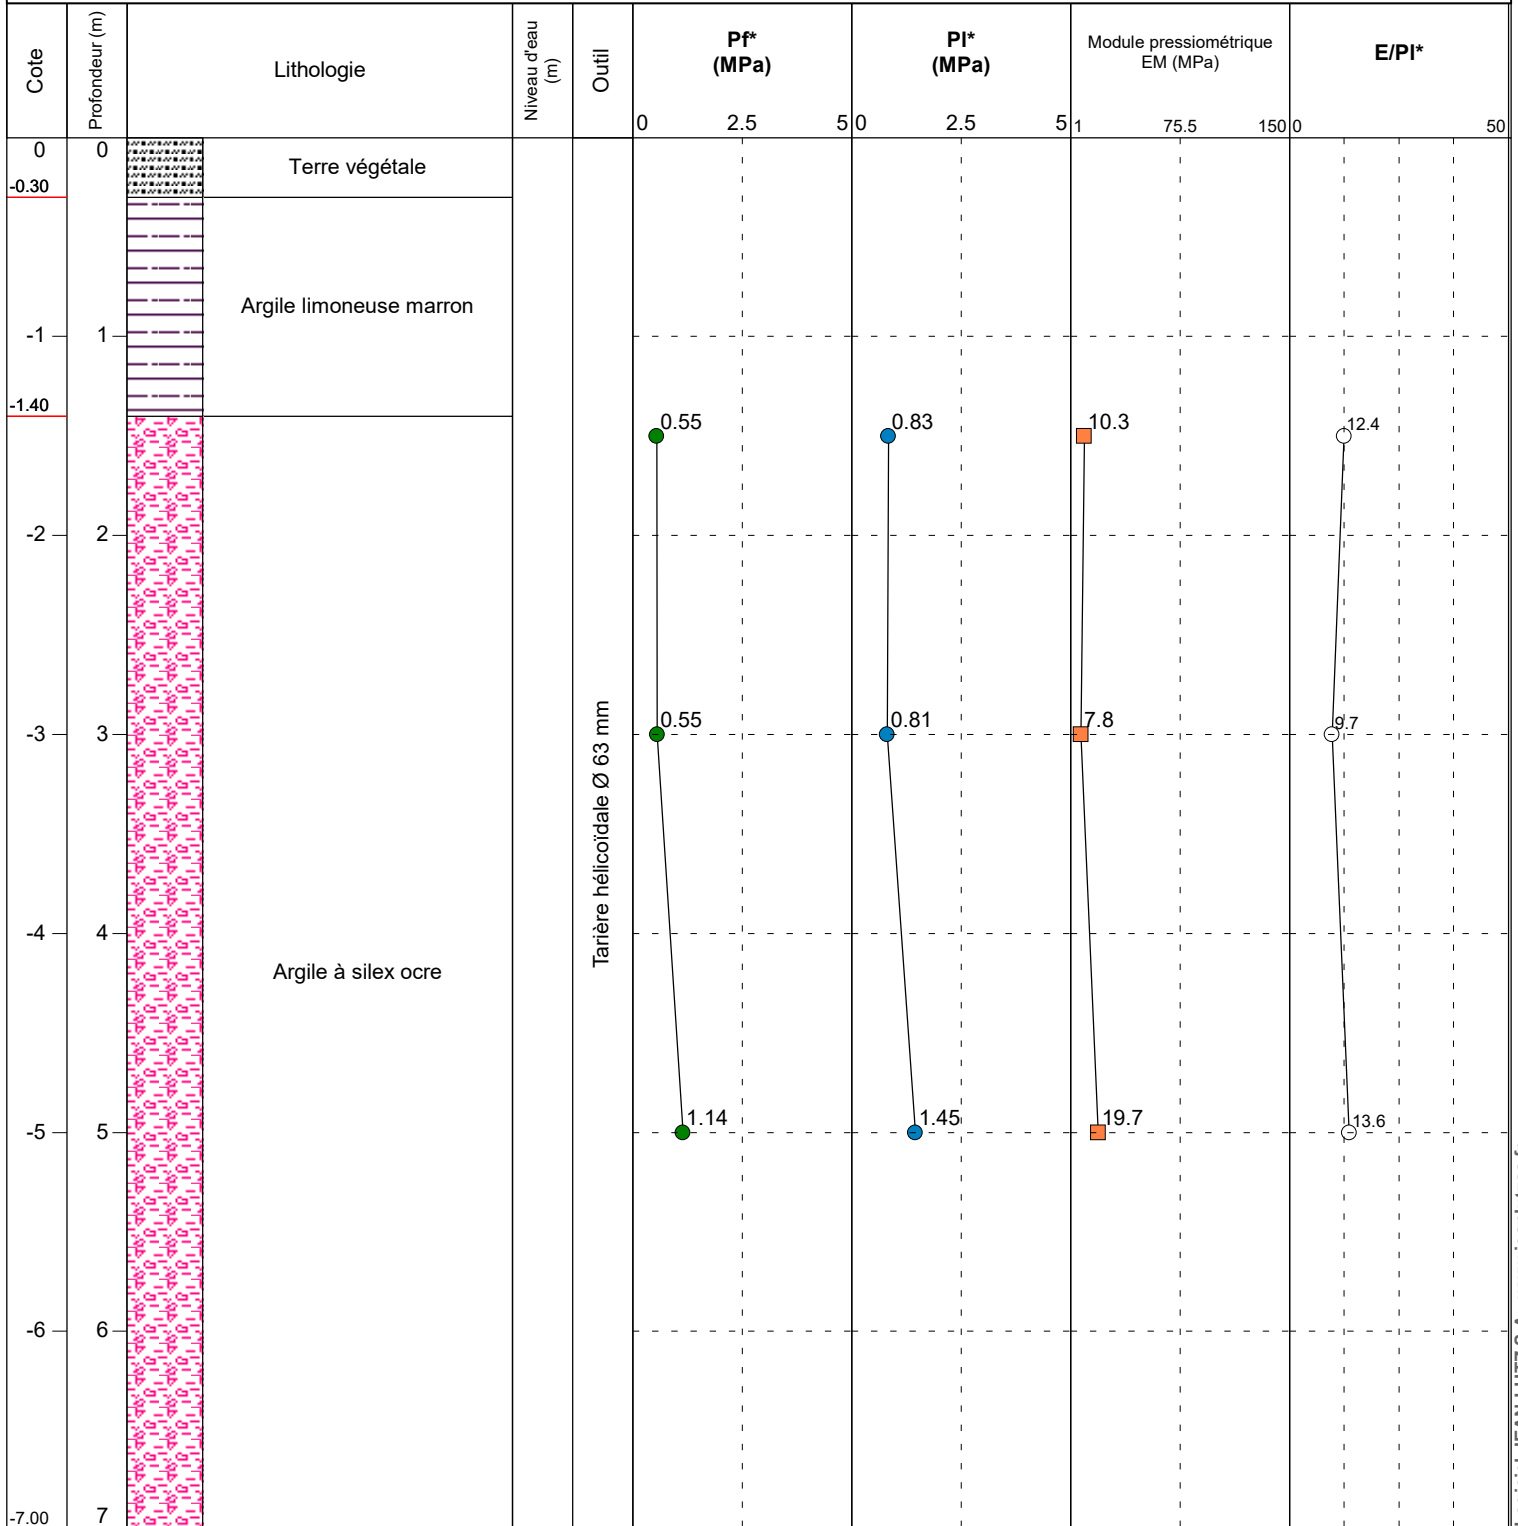 Cote
Profondeur (m)
Lithologie
Niveau d'eau
(m)
Outil
Pf*
(MPa)
Pl*
(MPa)
Module pressiométrique
EM (MPa)
E/Pl*
0 2.5 5
0 2.5 5
1 75.5 150
0 50
0 0
Terre végétale
-0.30
Argile limoneuse marron
-1 1
-1.40
0.55 0.83 10.3 12.4
-2 2
0.55 0.81 7.8 9.7
-3 3
Tarière hélicoïdale Ø 63 mm
-4 4
Argile à silex ocre
1.14 1.45 19.7 13.6
-5 5
-6 6
-7.00 7